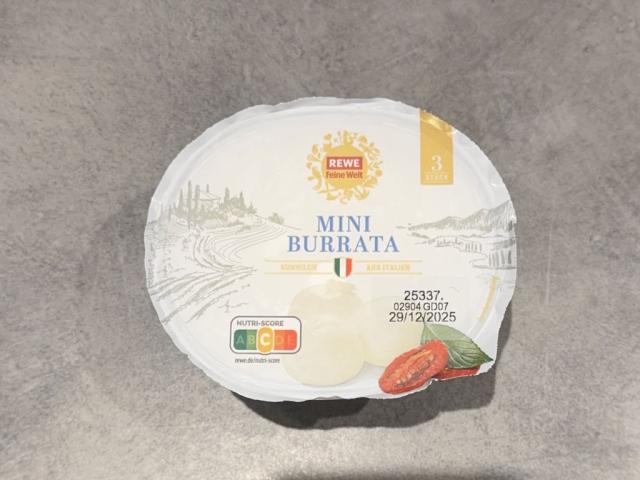 REWE
Feine Welt
3
STÜCK
MINI
BURRATA
KUHMILCH AUS ITALIEN
25337.
02904 GD07
29/12/2025
NUTRI-SCORE
A B C D E
rewe.de/nutri-score